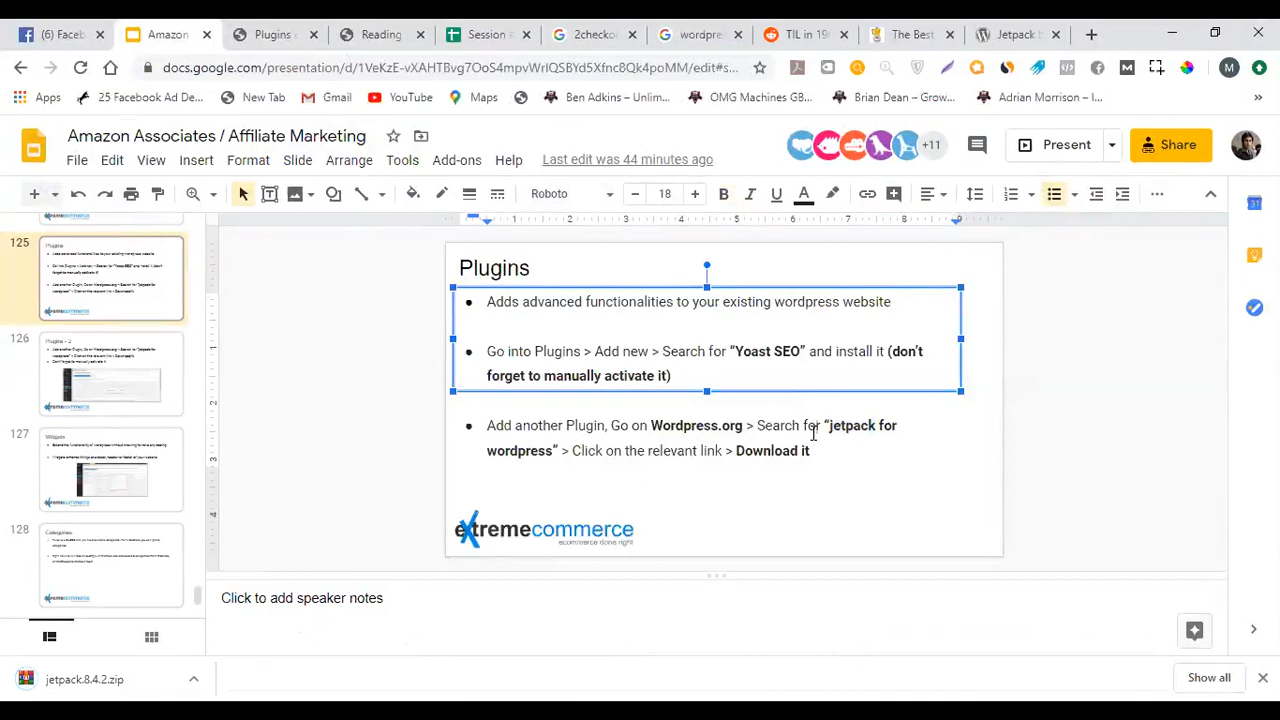 (6) Faceb
Amazon
Plugins
Reading
Session
2checko
wordpre
TIL in 19
The Best
Jetpack
docs.google.com/presentation/d/1VeKzE-vXAHTBvg7OoS4mpvWrIQSBYd5Xfnc8Qk4poMM/edit#s...
Apps
25 Facebook Ad De...
New Tab
Gmail
YouTube
Maps
Ben Adkins – Unlim...
OMG Machines GB...
Brian Dean – Grow...
Adrian Morrison – I...
Amazon Associates / Affiliate Marketing
+11
Present
Share
File Edit View Insert Format Slide Arrange Tools Add-ons Help Last edit was 44 minutes ago
Roboto
18
125
126
127
128
Plugins
Plugins - 2
Widgets
Categories
Plugins
● Adds advanced functionalities to your existing wordpress website
● Go into Plugins > Add new > Search for “Yoast SEO” and install it (don’t
forget to manually activate it)
● Add another Plugin, Go on Wordpress.org > Search for “jetpack for
wordpress” > Click on the relevant link > Download it
extremecommerce
ecommerce done right
Click to add speaker notes
jetpack.8.4.2.zip
Show all